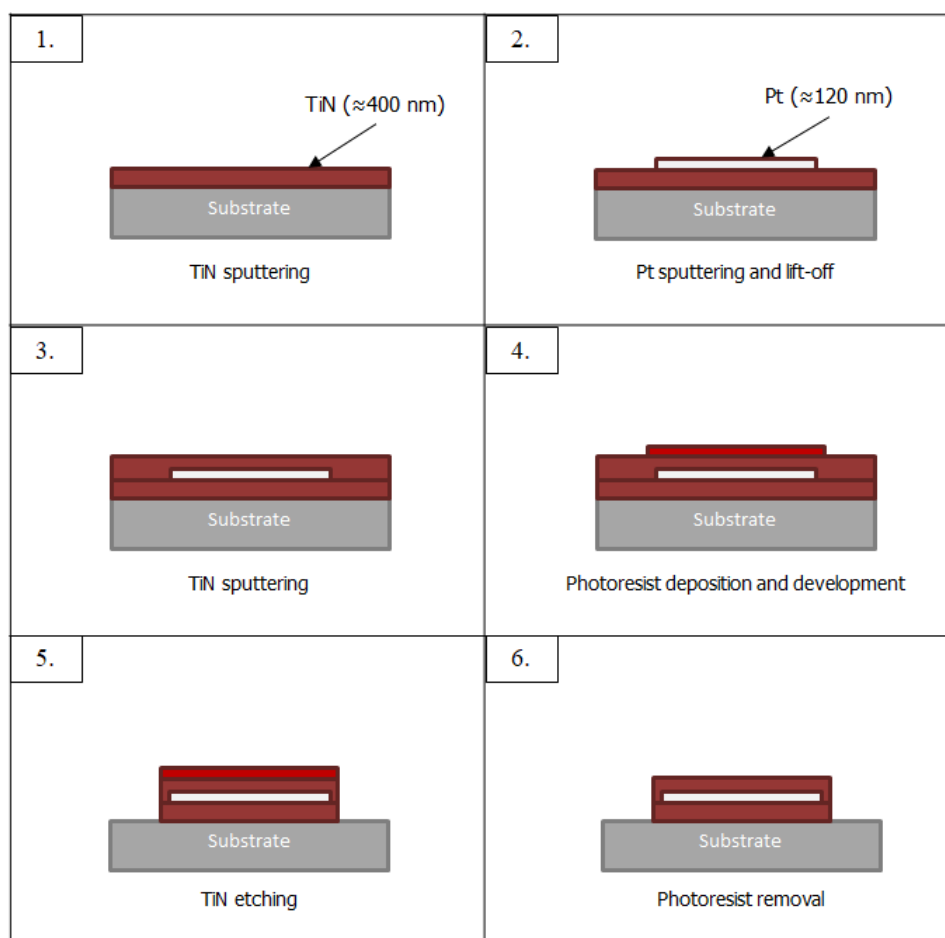 1.
TiN (≈400 nm)
Substrate
TiN sputtering
2.
Pt (≈120 nm)
Substrate
Pt sputtering and lift-off
3.
Substrate
TiN sputtering
4.
Substrate
Photoresist deposition and development
5.
Substrate
TiN etching
6.
Substrate
Photoresist removal